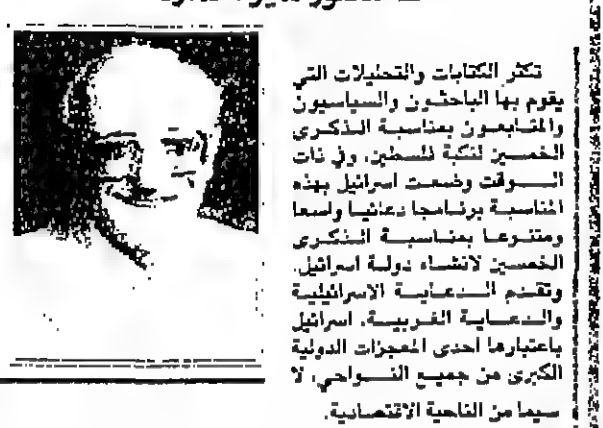 تكثر الكتابات والتحليلات التي
يقوم بها الباحثون والسياسيون
والمتابعون بمناسبة الذكرى
الخمسين لنكبة فلسطين. وفي ذات
الوقت وضعت اسرائيل بهذه
المناسبة برنامجا دعائيا واسعا
ومتنوعا بمناسبة الذكرى
الخمسين لانشاء دولة اسرائيل.
وتقدم الدعاية الاسرائيلية
والدعاية الغربية، اسرائيل
باعتبارها احدى المعجزات الدولية
الكبرى من جميع النواحي، لا
سيما من الناحية الاقتصادية.